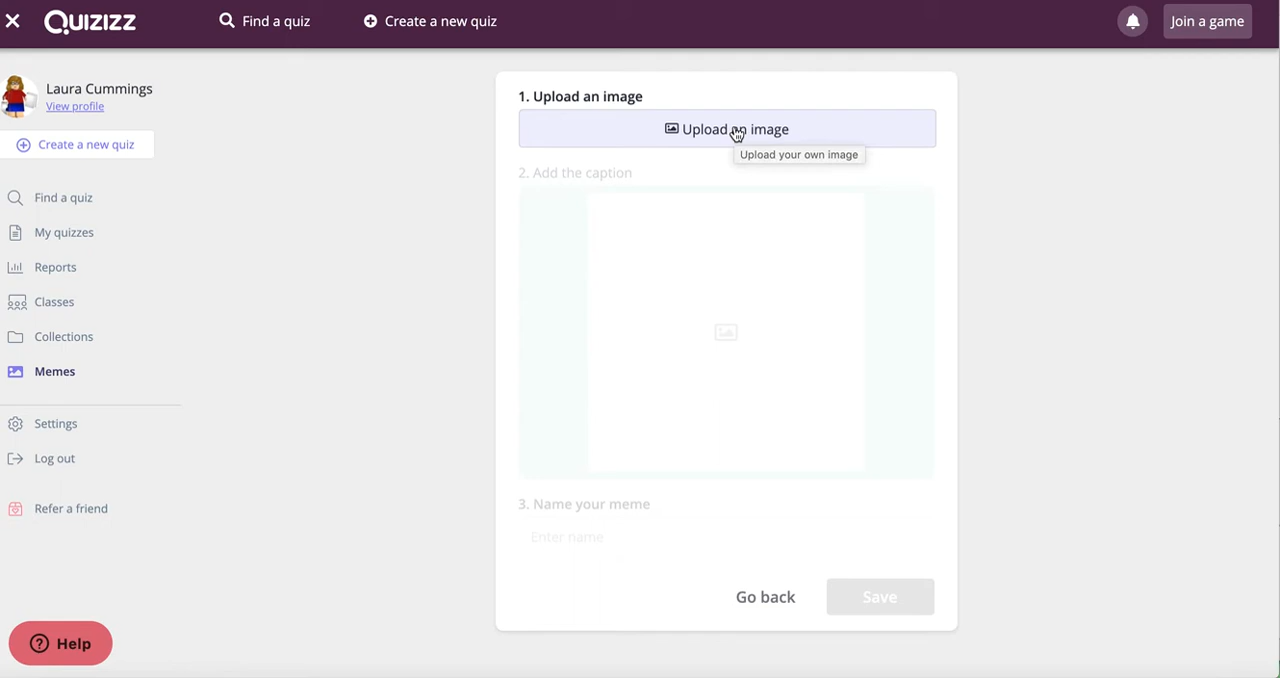 QUIZIZZ
Find a quiz
Create a new quiz
Join a game
Laura Cummings
View profile
Create a new quiz
Find a quiz
My quizzes
Reports
Classes
Collections
Memes
Settings
Log out
Refer a friend
Help
1. Upload an image
Upload an image
Upload your own image
2. Add the caption
3. Name your meme
Enter name
Go back
Save